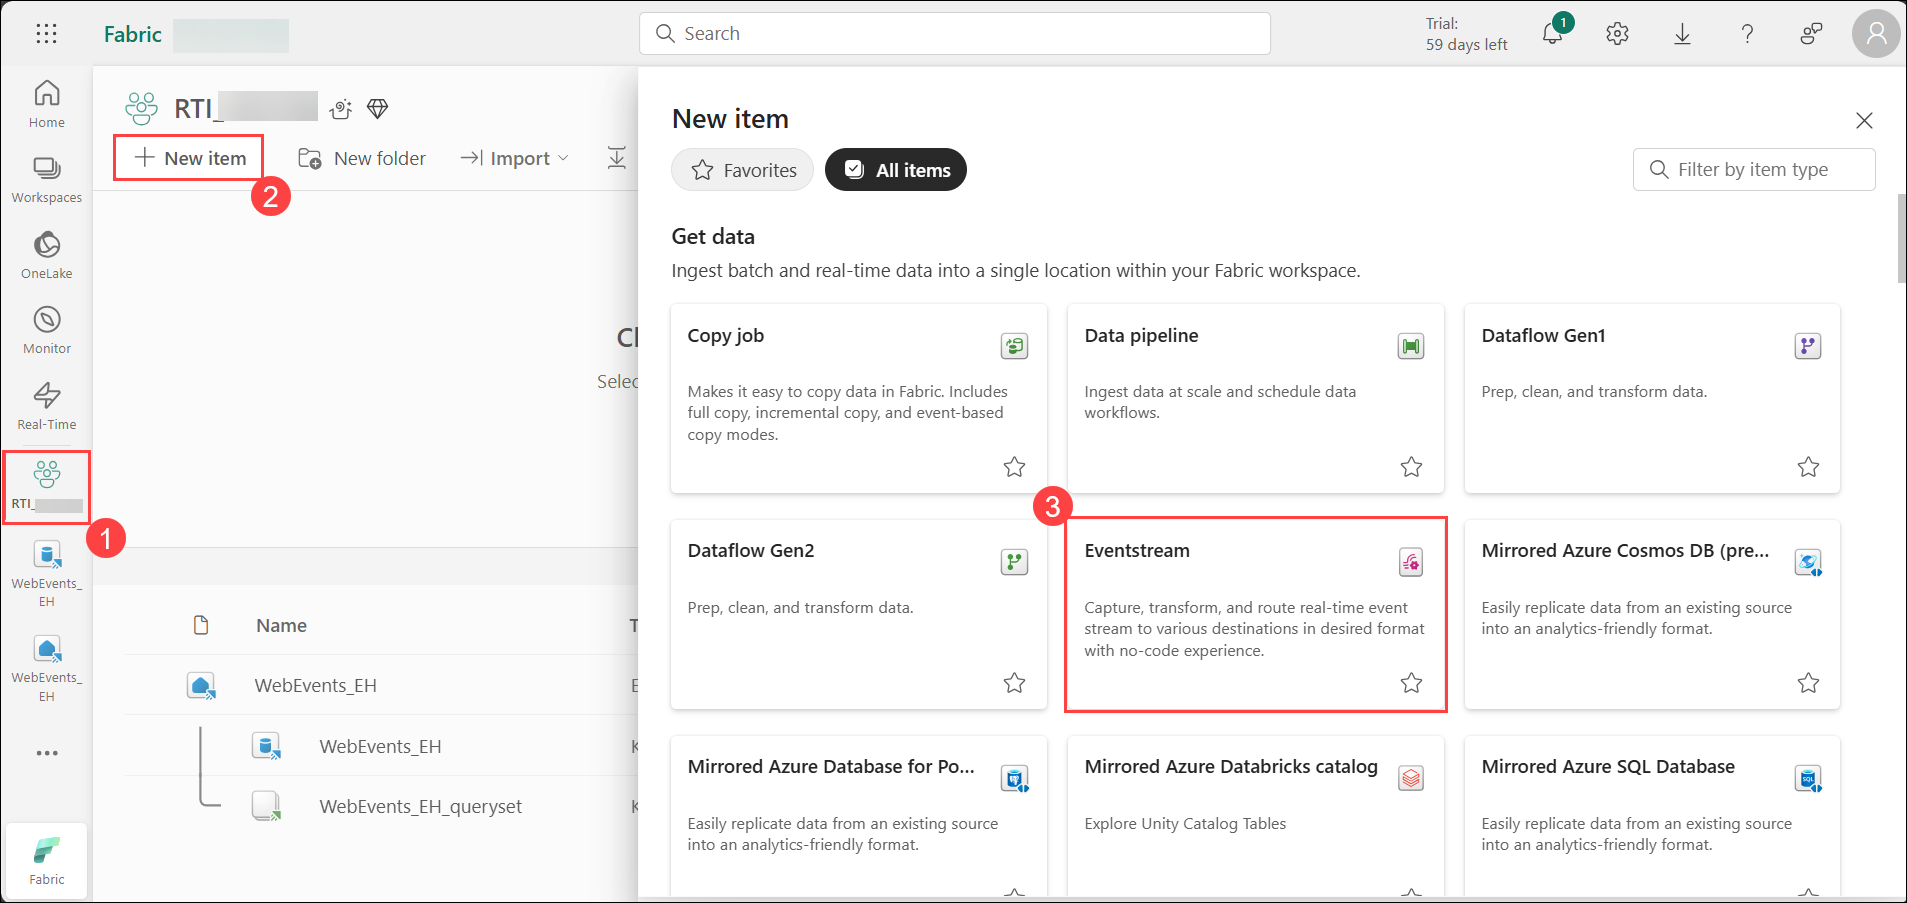 Fabric
Search
Trial:
59 days left
1
Home
Workspaces
OneLake
Monitor
Real-Time
RTI_
1
WebEvents_
EH
WebEvents_
EH
Fabric
RTI_
New item
2
New folder
Import
Selec
Name
WebEvents_EH
WebEvents_EH
WebEvents_EH_queryset
New item
Favorites
All items
Filter by item type
Get data
Ingest batch and real-time data into a single location within your Fabric workspace.
Copy job
Makes it easy to copy data in Fabric. Includes
full copy, incremental copy, and event-based
copy modes.
Data pipeline
Ingest data at scale and schedule data
workflows.
Dataflow Gen1
Prep, clean, and transform data.
Dataflow Gen2
Prep, clean, and transform data.
3
Eventstream
Capture, transform, and route real-time event
stream to various destinations in desired format
with no-code experience.
Mirrored Azure Cosmos DB (pre...
Easily replicate data from an existing source
into an analytics-friendly format.
Mirrored Azure Database for Po...
Easily replicate data from an existing source
into an analytics-friendly format.
Mirrored Azure Databricks catalog
Explore Unity Catalog Tables
Mirrored Azure SQL Database
Easily replicate data from an existing source
into an analytics-friendly format.